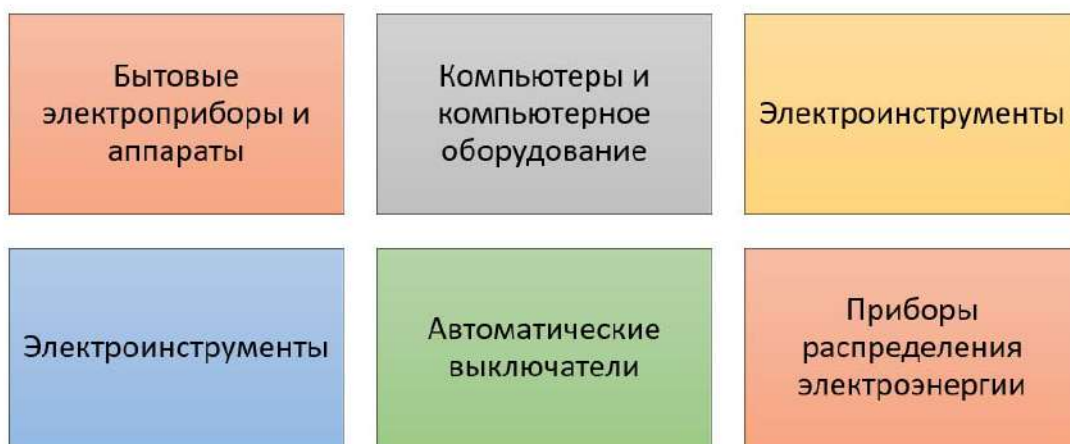 Бытовые
электроприборы и
аппараты
Компьютеры и
компьютерное
оборудование
Электроинструменты
Электроинструменты
Автоматические
выключатели
Приборы
распределения
электроэнергии